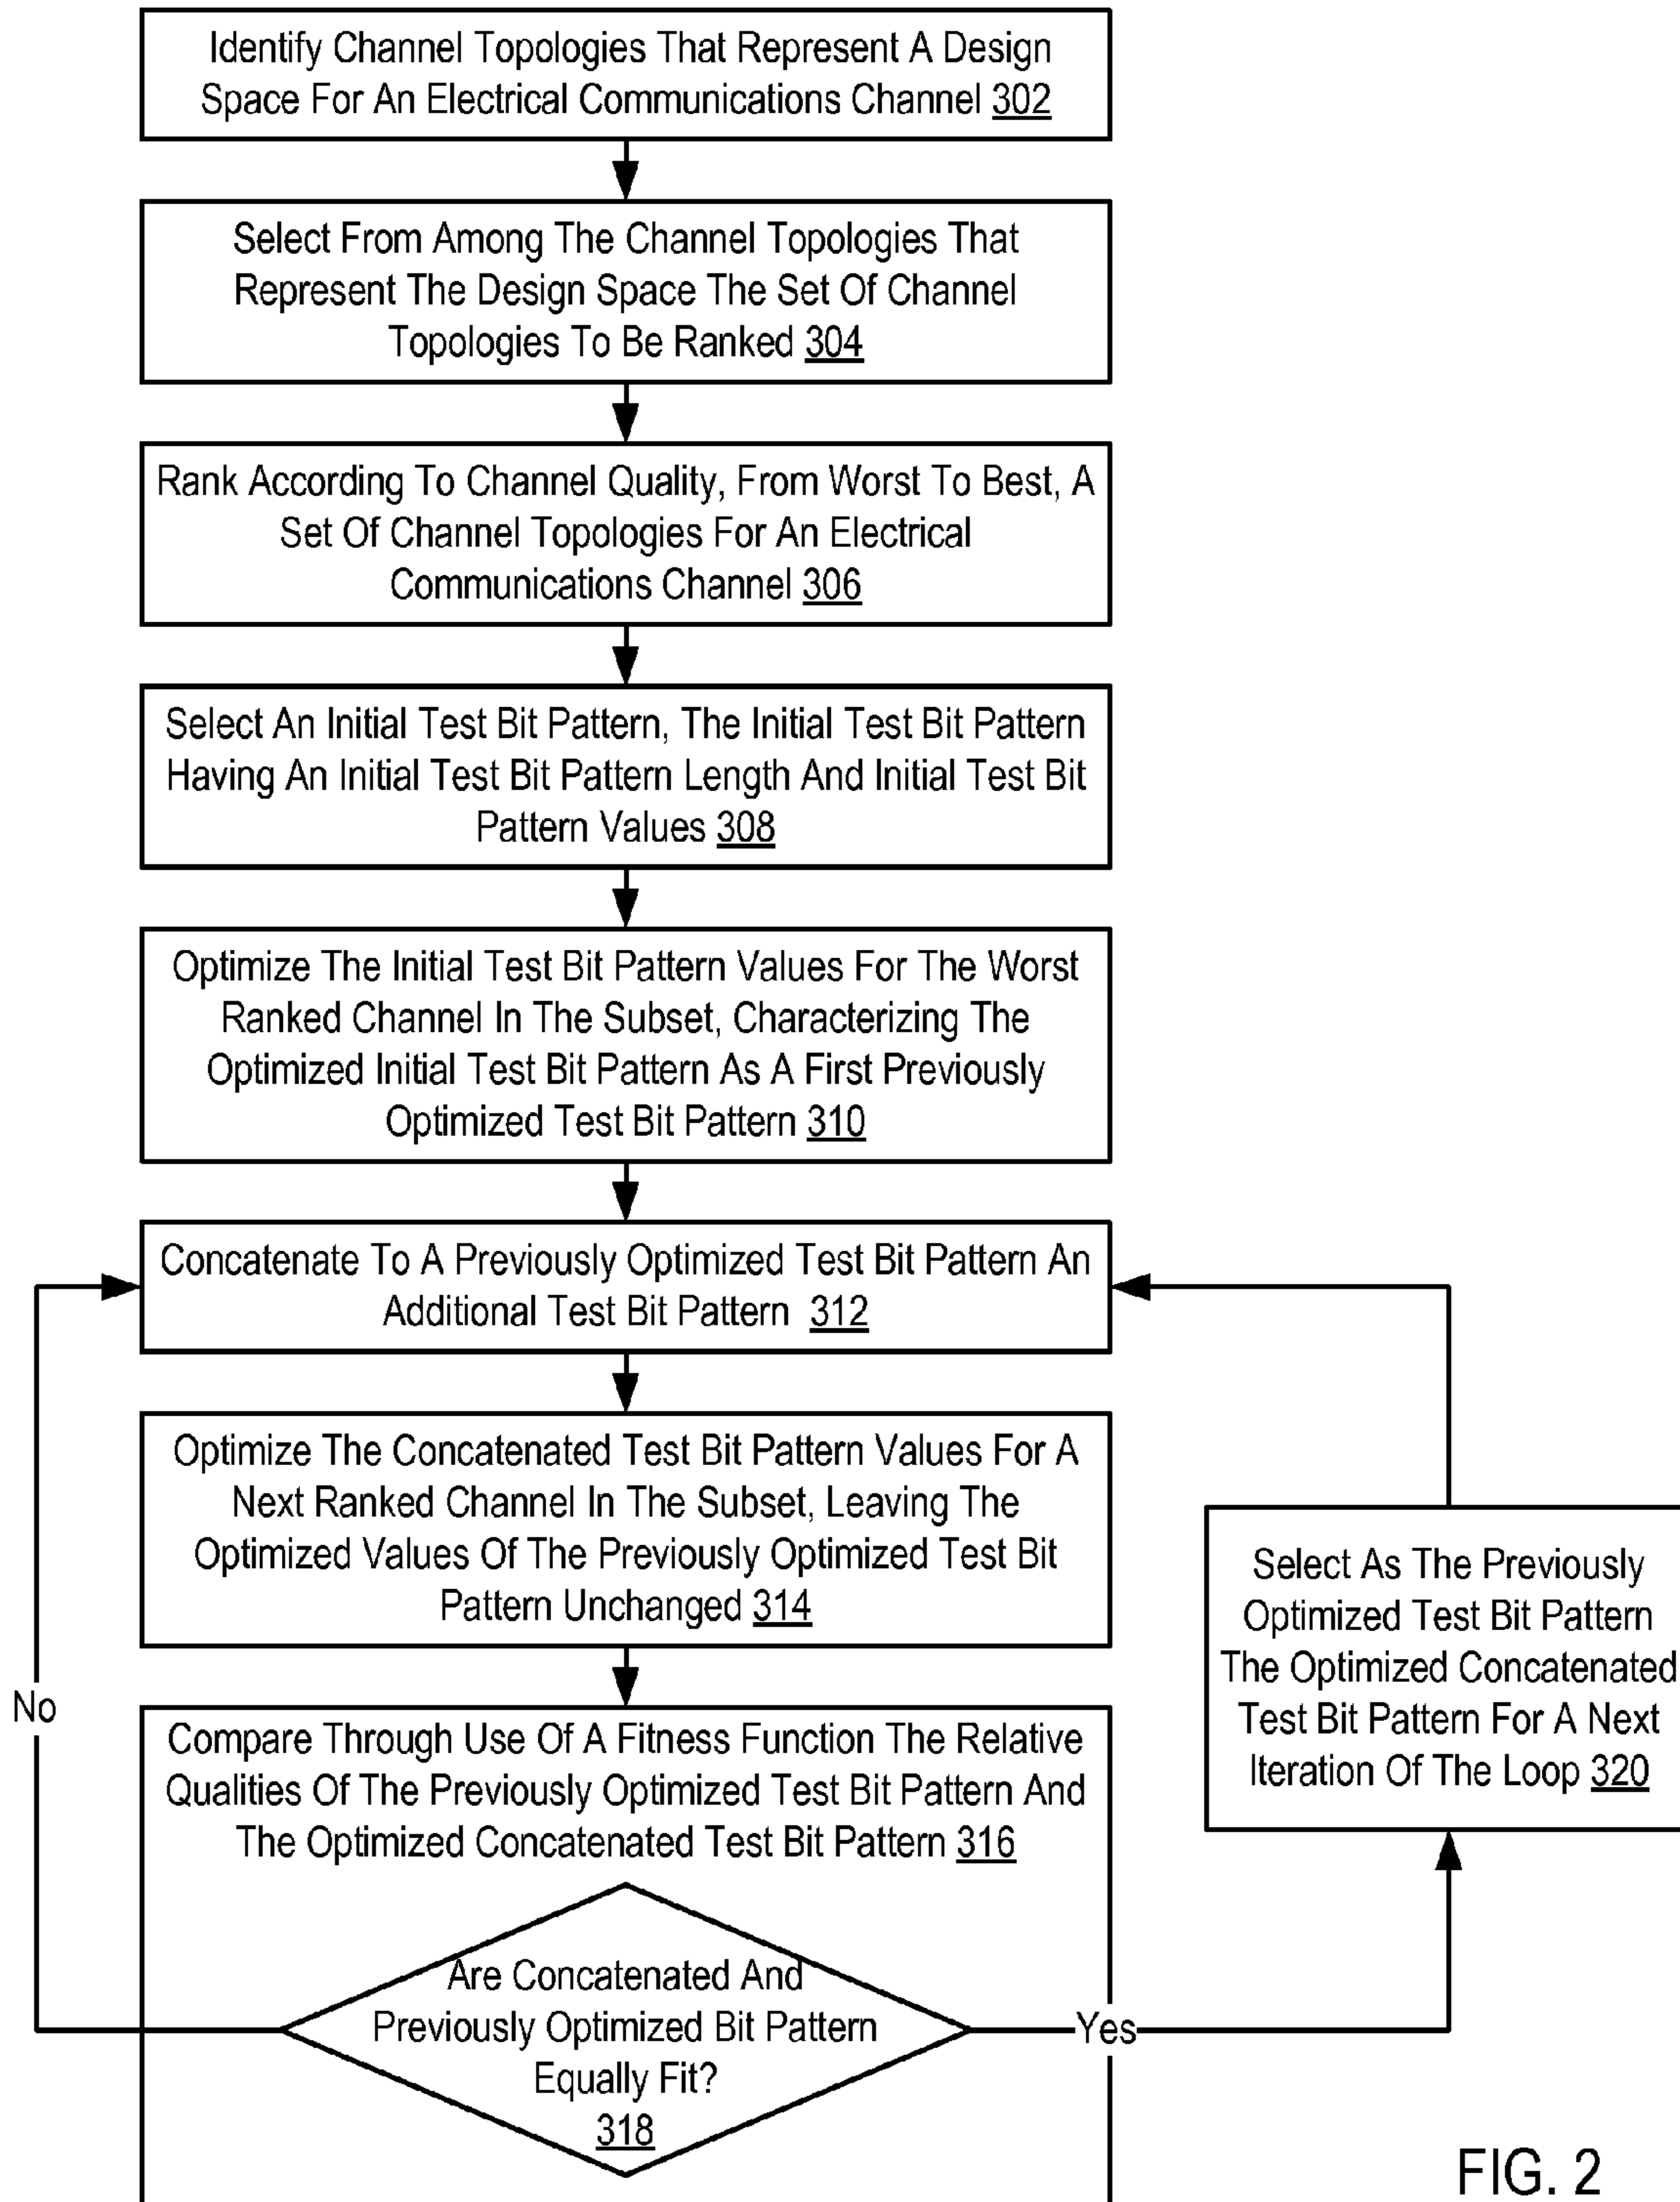 Identify Channel Topologies That Represent A Design
Space For An Electrical Communications Channel 302
Select From Among The Channel Topologies That
Represent The Design Space The Set Of Channel
Topologies To Be Ranked 304
Rank According To Channel Quality, From Worst To Best, A
Set Of Channel Topologies For An Electrical
Communications Channel 306
Select An Initial Test Bit Pattern, The Initial Test Bit Pattern
Having An Initial Test Bit Pattern Length And Initial Test Bit
Pattern Values 308
Optimize The Initial Test Bit Pattern Values For The Worst
Ranked Channel In The Subset, Characterizing The
Optimized Initial Test Bit Pattern As A First Previously
Optimized Test Bit Pattern 310
Concatenate To A Previously Optimized Test Bit Pattern An
Additional Test Bit Pattern 312
Optimize The Concatenated Test Bit Pattern Values For A
Next Ranked Channel In The Subset, Leaving The
Optimized Values Of The Previously Optimized Test Bit
Pattern Unchanged 314
Select As The Previously
Optimized Test Bit Pattern
The Optimized Concatenated
Test Bit Pattern For A Next
Iteration Of The Loop 320
No
Compare Through Use Of A Fitness Function The Relative
Qualities Of The Previously Optimized Test Bit Pattern And
The Optimized Concatenated Test Bit Pattern 316
Are Concatenated And
Previously Optimized Bit Pattern
Equally Fit?
318
Yes
FIG. 2